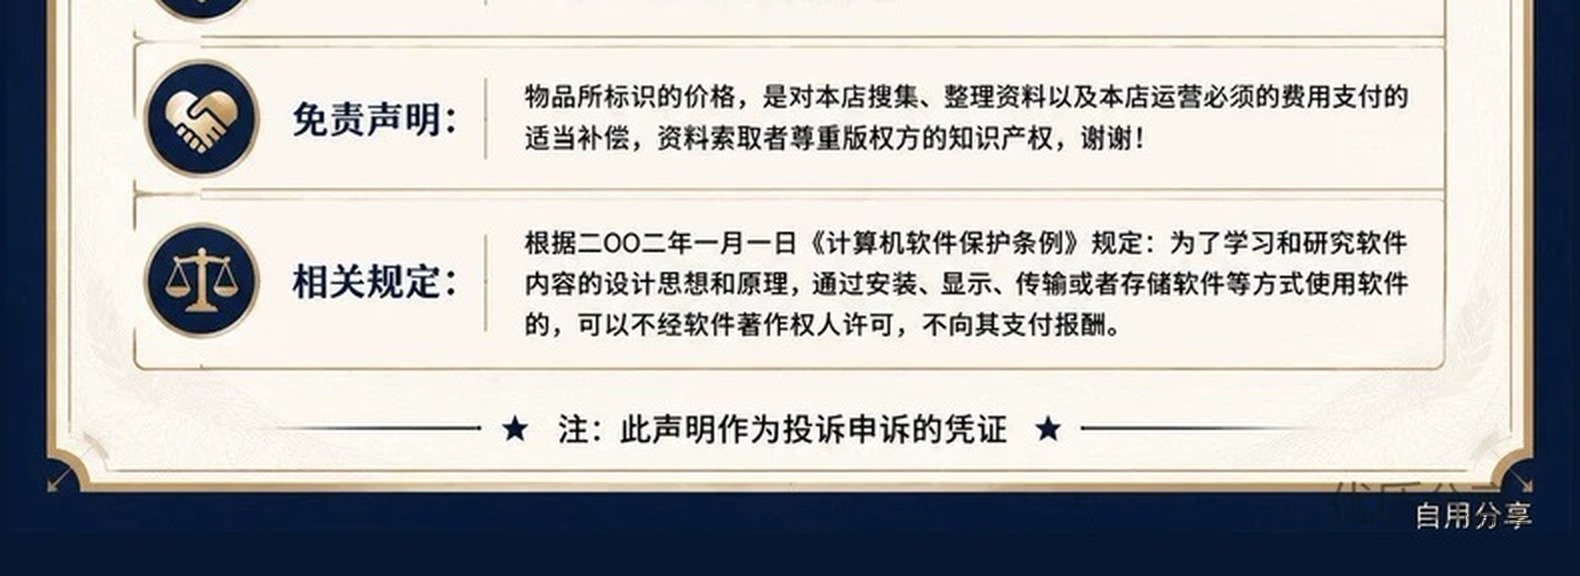 免责声明：
物品所标识的价格，是对本店搜集、整理资料以及本店运营必须的费用支付的
适当补偿，资料索取者尊重版权方的知识产权，谢谢！
相关规定：
根据二OO二年一月一日《计算机软件保护条例》规定：为了学习和研究软件
内容的设计思想和原理，通过安装、显示、传输或者存储软件等方式使用软件
的，可以不经软件著作权人许可，不向其支付报酬。
注：此声明作为投诉申诉的凭证
自用分享